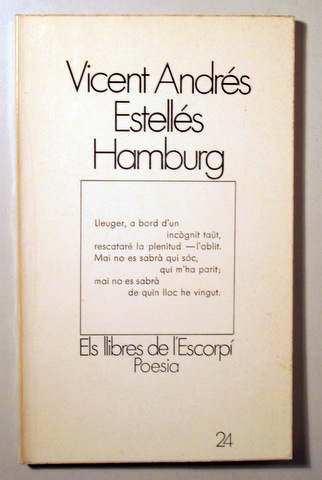 Vicent Andrés
Estellés
Hamburg
Lleuger, a bord d'un
incògnit taüt,
rescataré la plenitud —l'oblit.
Mai no es sabrà qui sóc,
qui m'ha parit;
mai no es sabrà
de quin lloc he vingut.
Els llibres de l'Escorpí
Poesia
24